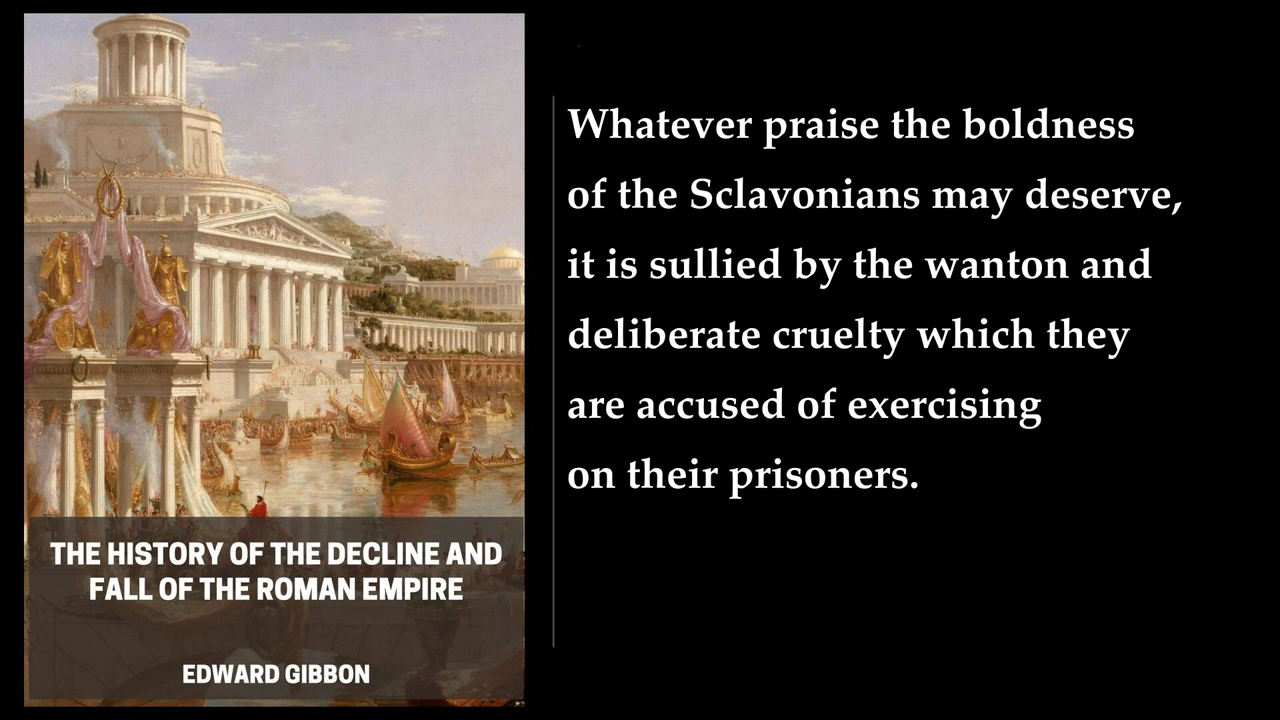 THE HISTORY OF THE DECLINE AND
FALL OF THE ROMAN EMPIRE
EDWARD GIBBON
Whatever praise the boldness
of the Sclavonians may deserve,
it is sullied by the wanton and
deliberate cruelty which they
are accused of exercising
on their prisoners.